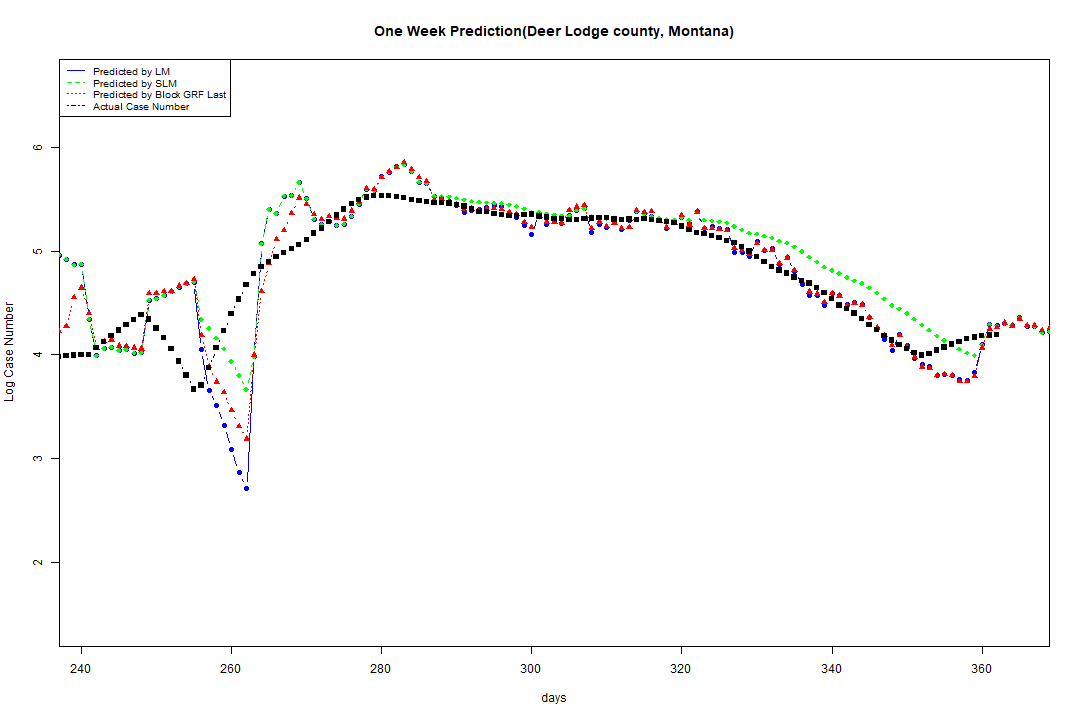 One Week Prediction(Deer Lodge county, Montana)
Predicted by LM
Predicted by SLM
Predicted by Block GRF Last
Actual Case Number
6
5
4
3
2
Log Case Number
240 260 280 300 320 340 360
days